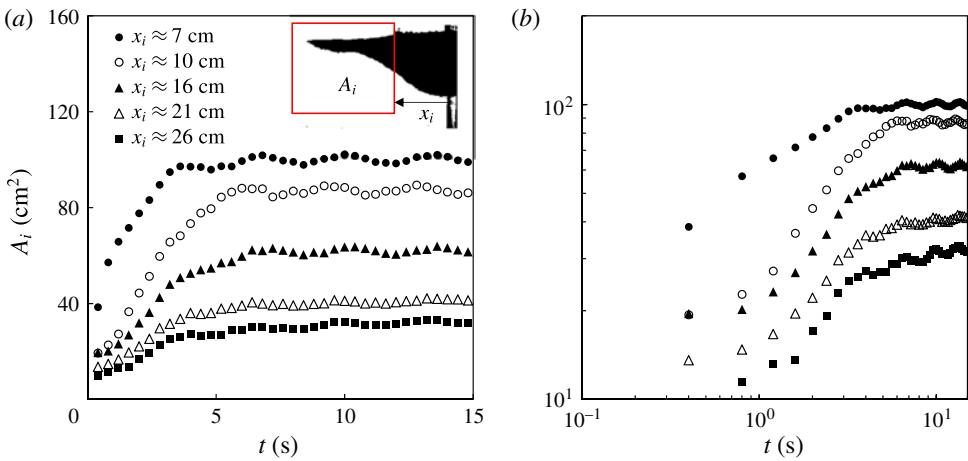 (a)
160
120
80
40
0
5
10
15
A_i (cm²)
t (s)
x_i ≈ 7 cm
x_i ≈ 10 cm
x_i ≈ 16 cm
x_i ≈ 21 cm
x_i ≈ 26 cm
A_i
x_i
(b)
10²
10¹
10⁻¹
10⁰
10¹
t (s)